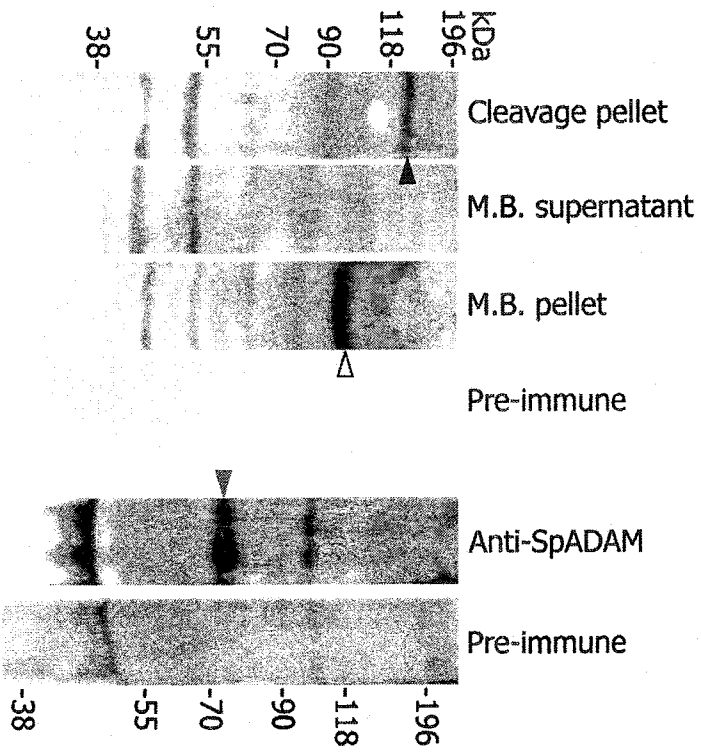 kDa
196-
118-
90-
70-
55-
38-
Cleavage pellet
M.B. supernatant
M.B. pellet
Pre-immune
Anti-SpADAM
Pre-immune
-196
-118
-90
-70
-55
-38